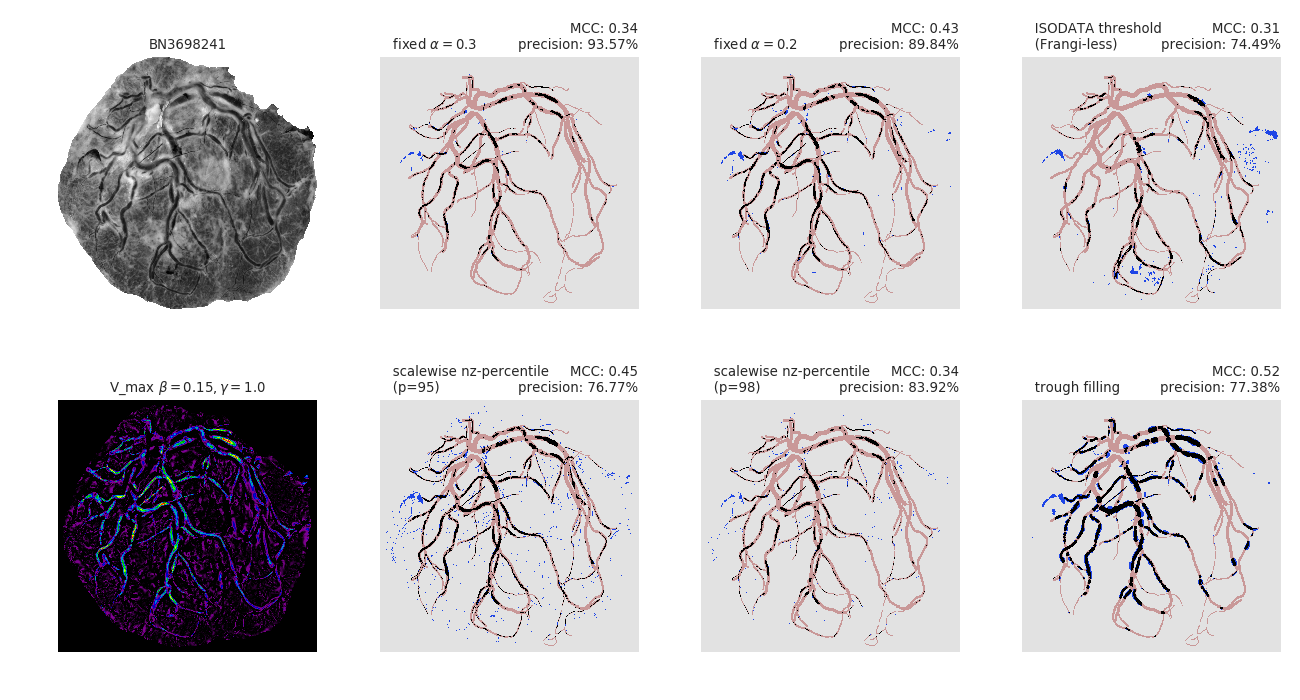 BN3698241
MCC: 0.34
fixed α = 0.3 precision: 93.57%
MCC: 0.43
fixed α = 0.2 precision: 89.84%
ISODATA threshold MCC: 0.31
(Frangi-less) precision: 74.49%
V_max β = 0.15, γ = 1.0
scalewise nz-percentile MCC: 0.45
(p=95) precision: 76.77%
scalewise nz-percentile MCC: 0.34
(p=98) precision: 83.92%
MCC: 0.52
trough filling precision: 77.38%